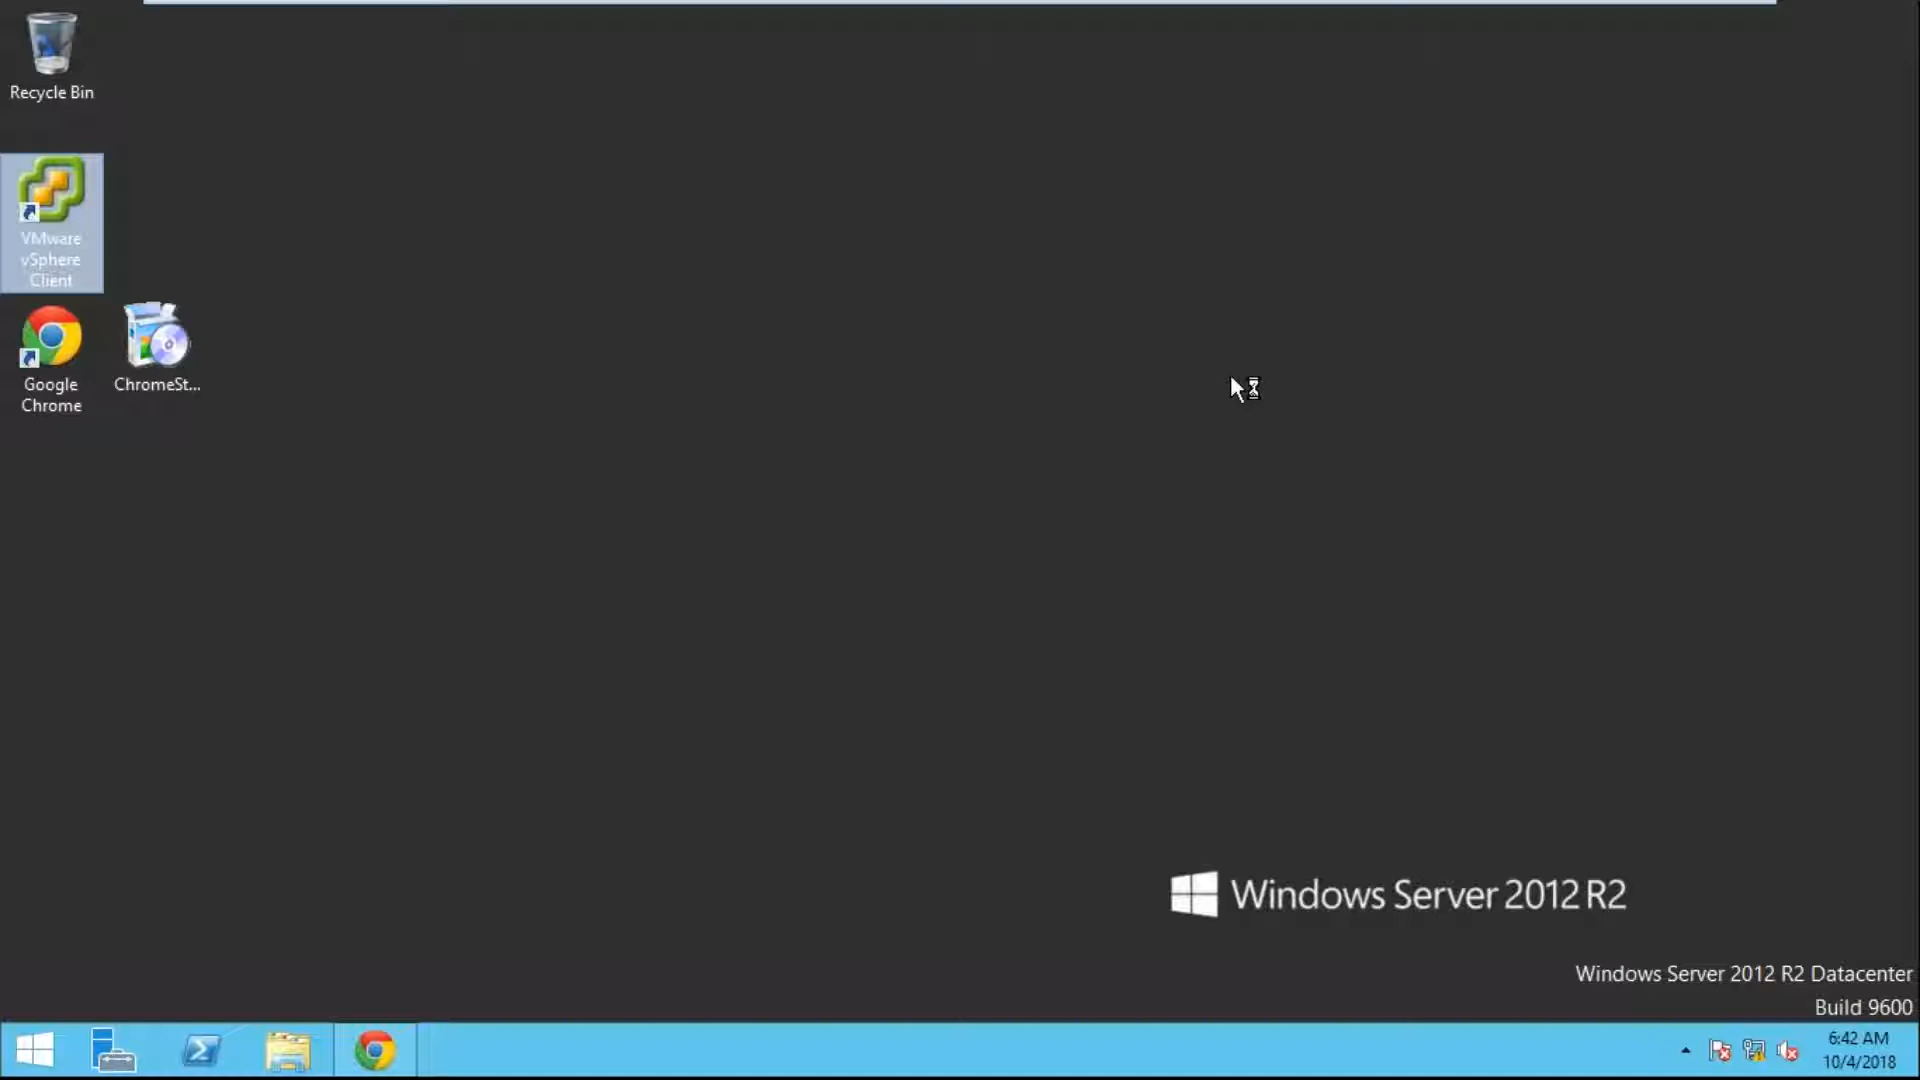 Recycle Bin
VMware
vSphere
Client
Google
Chrome
ChromeSt...
Windows Server 2012 R2
Windows Server 2012 R2 Datacenter
Build 9600
6:42 AM
10/4/2018